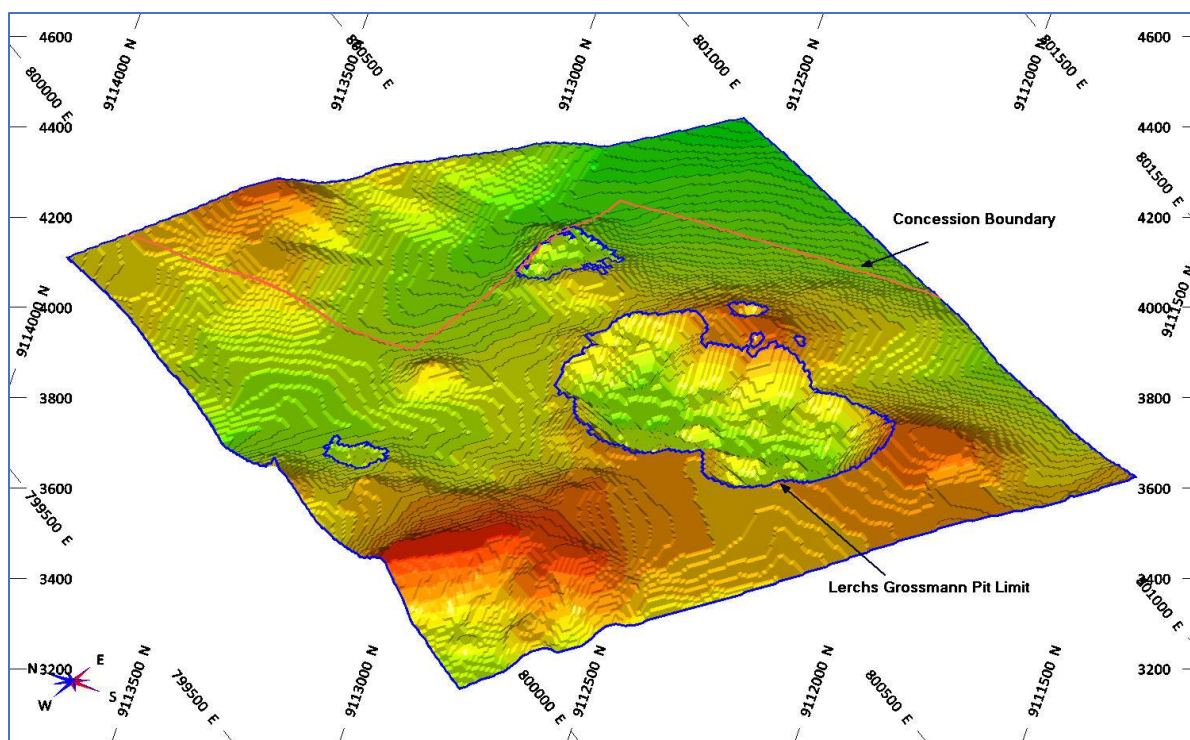 4600
4600
9114000 N
9113500 N
800500 E
9113000 N
801000 E
9112500 N
9112000 N
801500 E
800000 E
4400
4400
801500 E
4200
4200
Concession Boundary
4000
4000
9114000 N
9111500 N
3800
3800
3600
3600
799500 E
3400
3400
Lerchs Grossmann Pit Limit
801000 E
3200
3200
N
E
W
S
9113500 N
799500 E
9113000 N
800000 E
9112500 N
9112000 N
800500 E
9111500 N